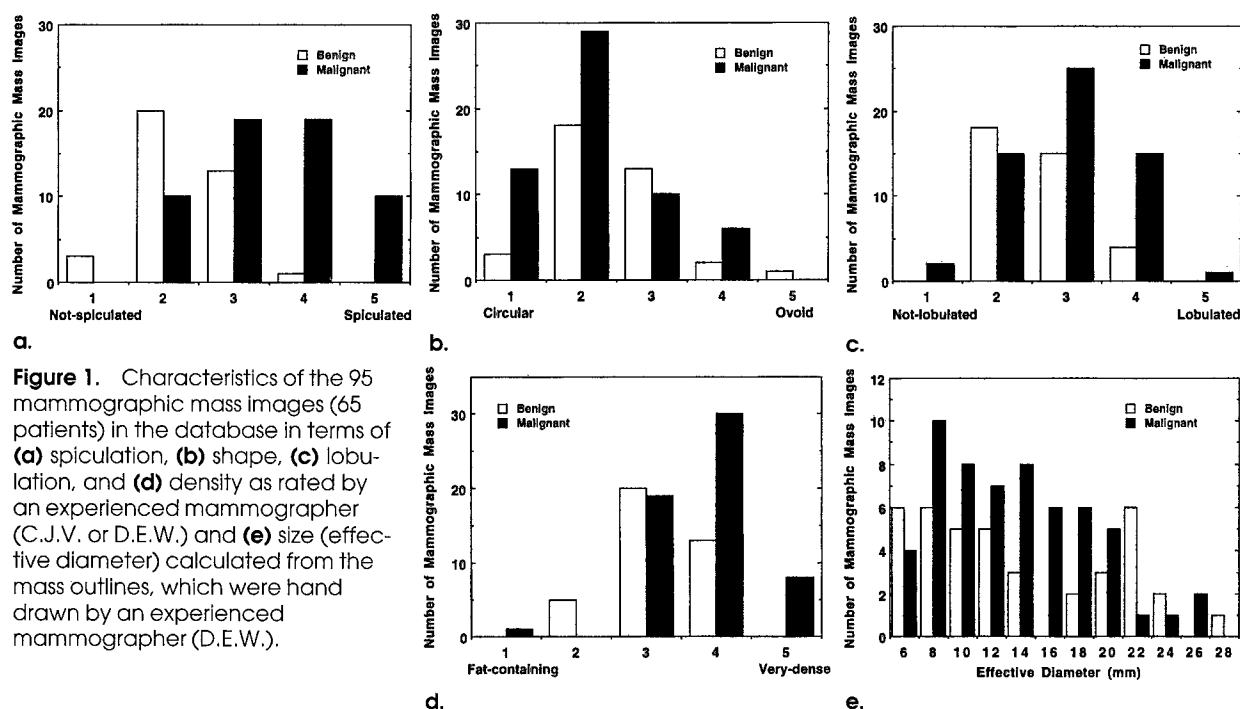 30
20
10
0
Number of Mammographic Mass Images
Benign
Malignant
1 2 3 4 5
Not-spiculated Spiculated
a.
30
20
10
0
Number of Mammographic Mass Images
Benign
Malignant
1 2 3 4 5
Circular Ovoid
b.
30
20
10
0
Number of Mammographic Mass Images
Benign
Malignant
1 2 3 4 5
Not-lobulated Lobulated
c.
Figure 1. Characteristics of the 95
mammographic mass images (65
patients) in the database in terms of
(a) spiculation, (b) shape, (c) lobu-
lation, and (d) density as rated by
an experienced mammographer
(C.J.V. or D.E.W.) and (e) size (effec-
tive diameter) calculated from the
mass outlines, which were hand
drawn by an experienced
mammographer (D.E.W.).
30
20
10
0
Number of Mammographic Mass Images
Benign
Malignant
1 2 3 4 5
Fat-containing Very-dense
d.
12
10
8
6
4
2
0
Number of Mammographic Mass Images
Benign
Malignant
6 8 10 12 14 16 18 20 22 24 26 28
Effective Diameter (mm)
e.